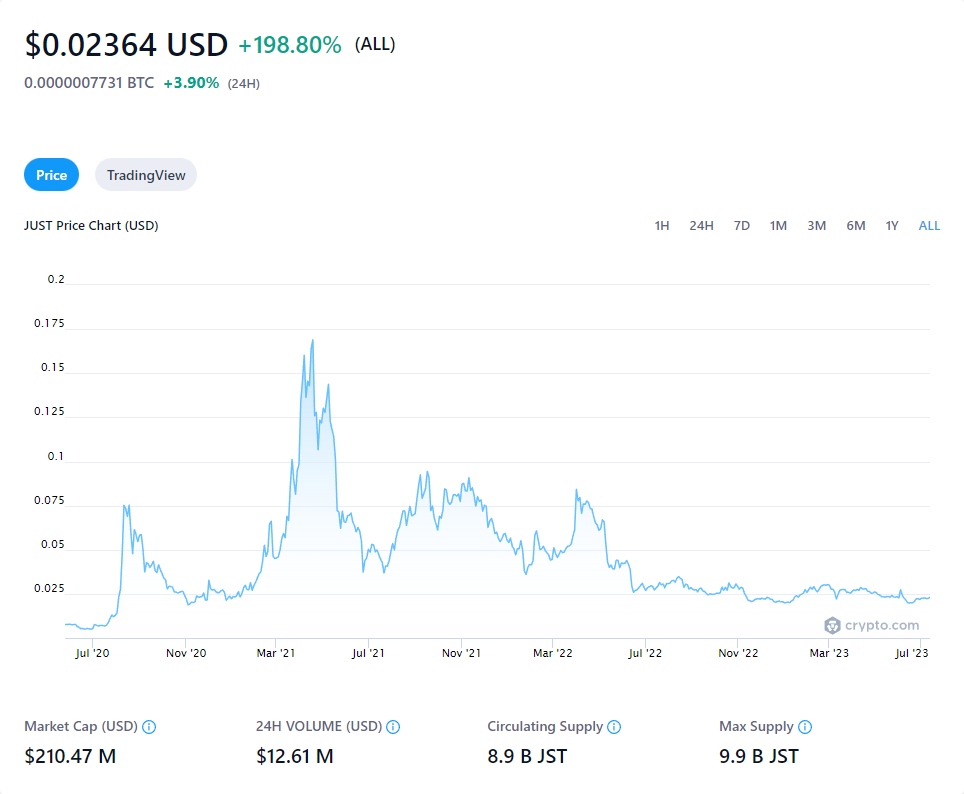 $0.02364 USD +198.80% (ALL)
0.0000007731 BTC +3.90% (24H)
Price TradingView
JUST Price Chart (USD) 1H 24H 7D 1M 3M 6M 1Y ALL
0.2
0.175
0.15
0.125
0.1
0.075
0.05
0.025
crypto.com
Jul '20 Nov '20 Mar '21 Jul '21 Nov '21 Mar '22 Jul '22 Nov '22 Mar '23 Jul '23
Market Cap (USD) 24H VOLUME (USD) Circulating Supply Max Supply
$210.47 M $12.61 M 8.9 B JST 9.9 B JST